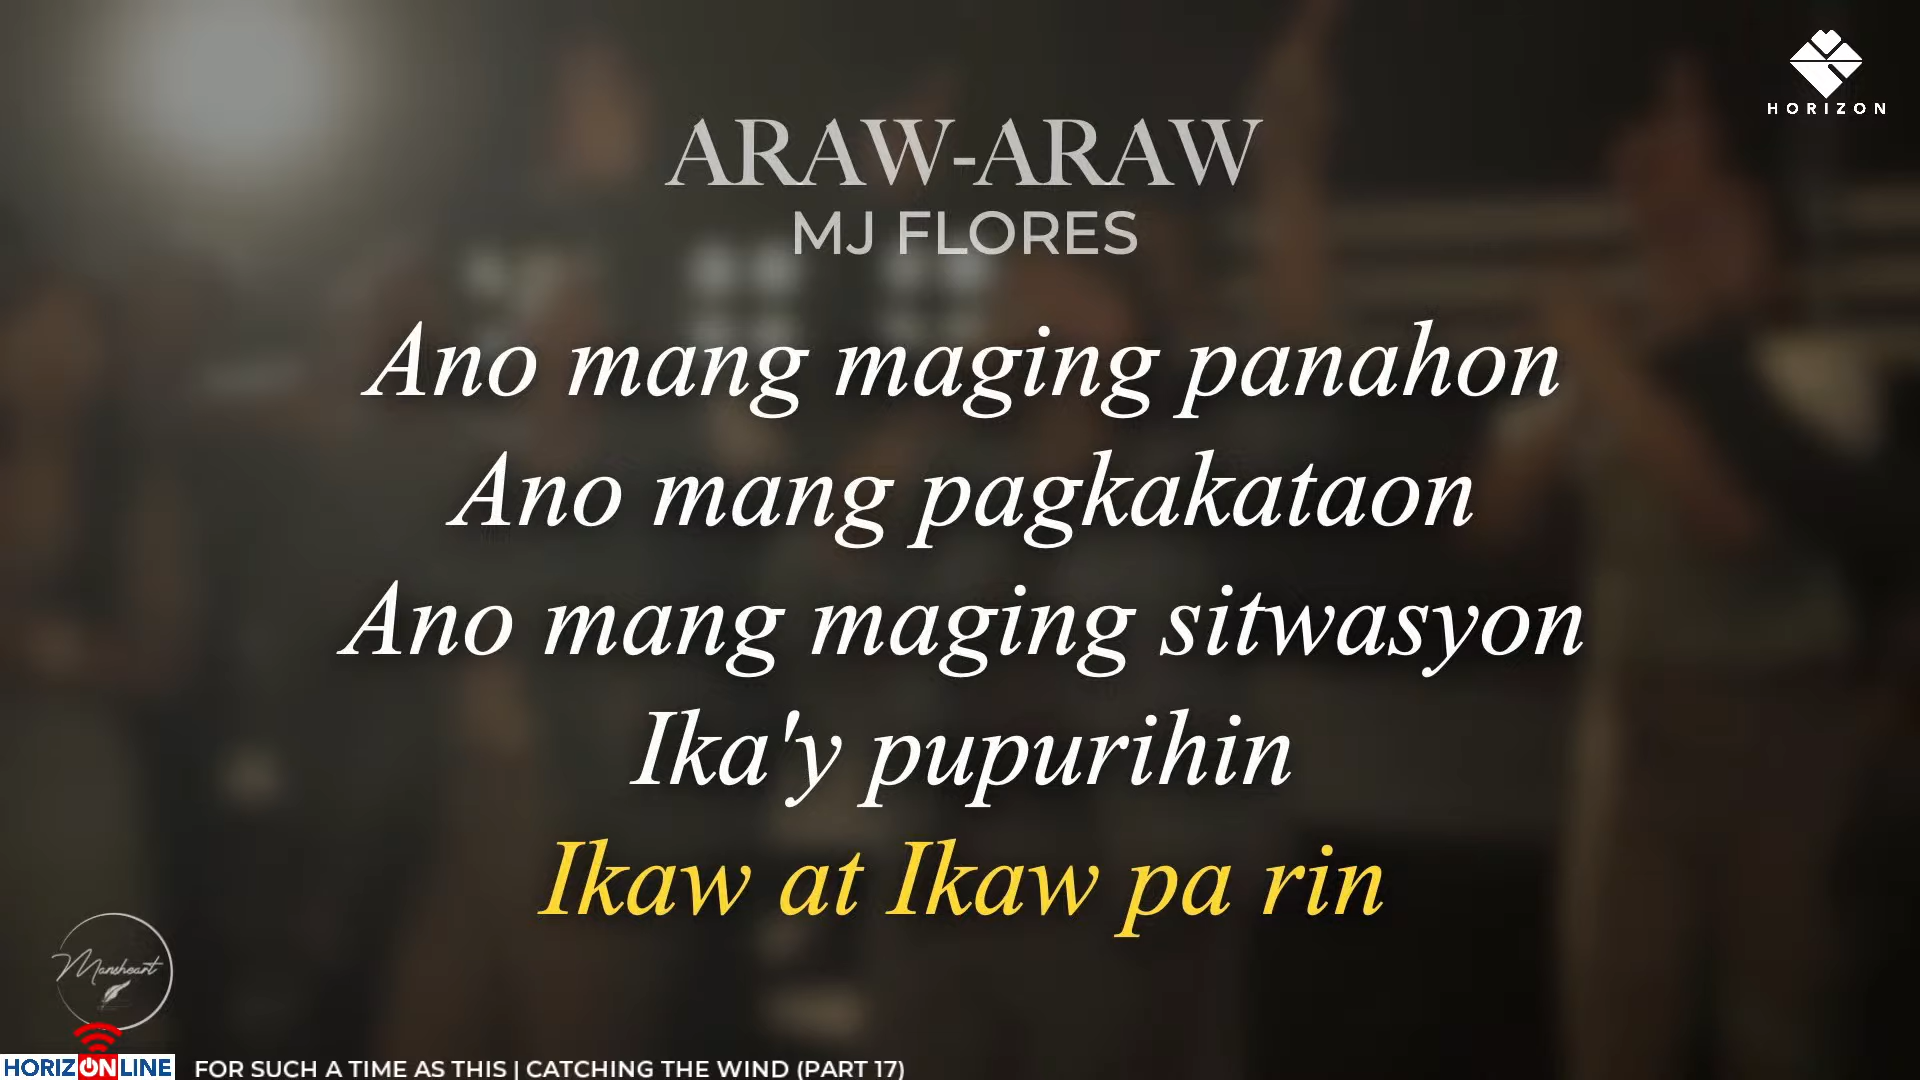 HORIZON
ARAW-ARAW
MJ FLORES
Ano mang maging panahon
Ano mang pagkakataon
Ano mang maging sitwasyon
Ika'y pupurihin
Ikaw at Ikaw pa rin
Mansheart
HORIZONLINE
FOR SUCH A TIME AS THIS | CATCHING THE WIND (PART 17)